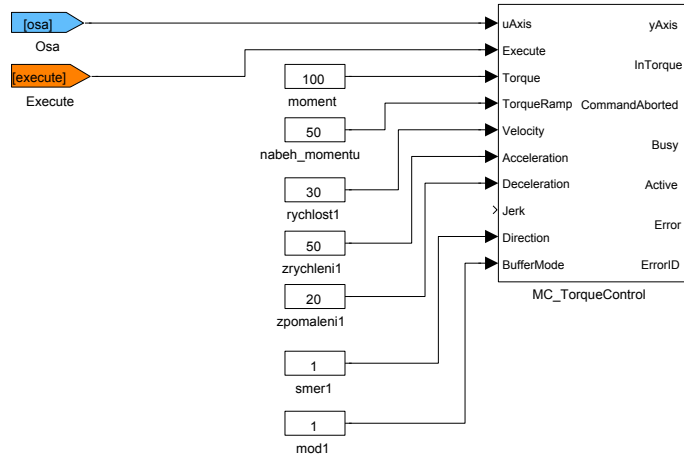 [osa]
Osa
[execute]
Execute
100
moment
50
nabeh_momentu
30
rychlost1
50
zrychleni1
20
zpomaleni1
1
smer1
1
mod1
uAxis
Execute
Torque
TorqueRamp
Velocity
Acceleration
Deceleration
Jerk
Direction
BufferMode
yAxis
InTorque
CommandAborted
Busy
Active
Error
ErrorID
MC_TorqueControl